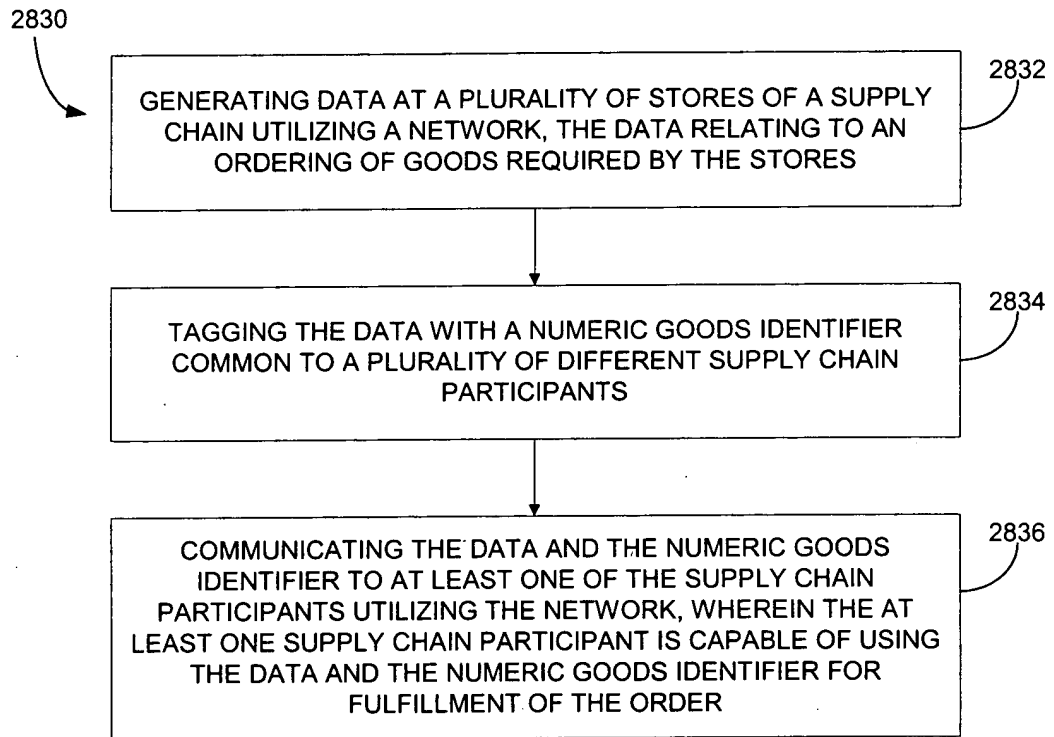 2830
2832
GENERATING DATA AT A PLURALITY OF STORES OF A SUPPLY
CHAIN UTILIZING A NETWORK, THE DATA RELATING TO AN
ORDERING OF GOODS REQUIRED BY THE STORES
2834
TAGGING THE DATA WITH A NUMERIC GOODS IDENTIFIER
COMMON TO A PLURALITY OF DIFFERENT SUPPLY CHAIN
PARTICIPANTS
2836
COMMUNICATING THE DATA AND THE NUMERIC GOODS
IDENTIFIER TO AT LEAST ONE OF THE SUPPLY CHAIN
PARTICIPANTS UTILIZING THE NETWORK, WHEREIN THE AT
LEAST ONE SUPPLY CHAIN PARTICIPANT IS CAPABLE OF USING
THE DATA AND THE NUMERIC GOODS IDENTIFIER FOR
FULFILLMENT OF THE ORDER